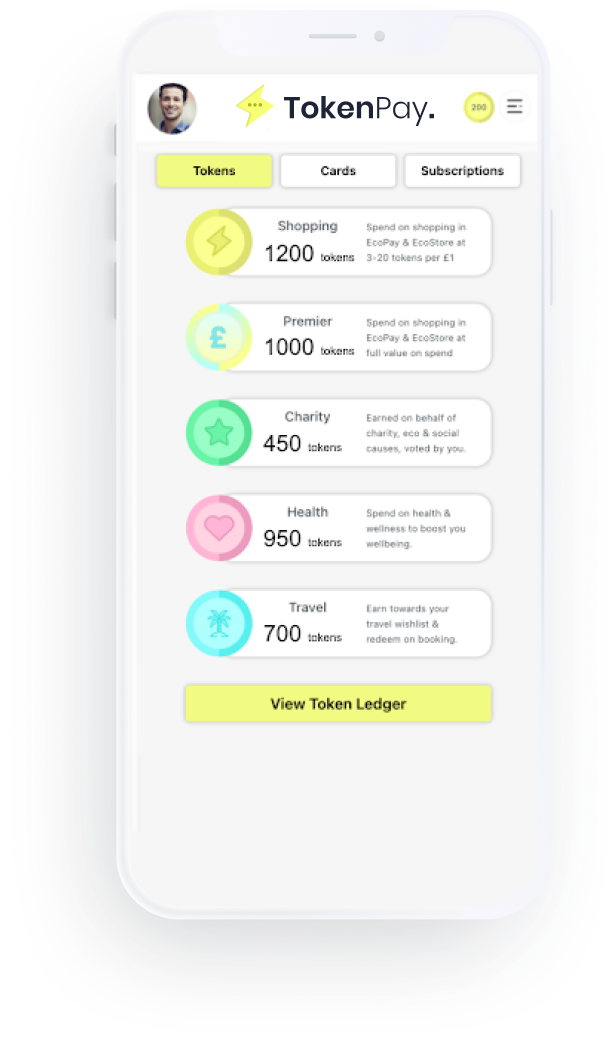 TokenPay.
200
Tokens
Cards
Subscriptions
Shopping
1200 tokens
Spend on shopping in
EcoPay & EcoStore at
3-20 tokens per £1
£
Premier
1000 tokens
Spend on shopping in
EcoPay & EcoStore at
full value on spend
Charity
450 tokens
Earned on behalf of
charity, eco & social
causes, voted by you.
Health
950 tokens
Spend on health &
wellness to boost you
wellbeing.
Travel
700 tokens
Earn towards your
travel wishlist &
redeem on booking.
View Token Ledger